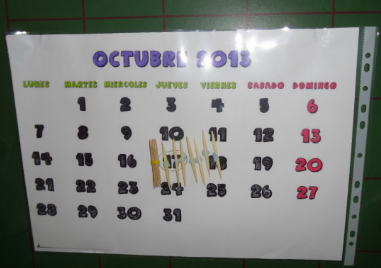 OCTUBRE 2013
LUNES MARTES MIERCOLES JUEVES VIERNES SABADO DOMINGO
1 2 3 4 5 6
7 8 9 10 11 12 13
14 15 16 17 18 19 20
21 22 23 24 25 26 27
28 29 30 31